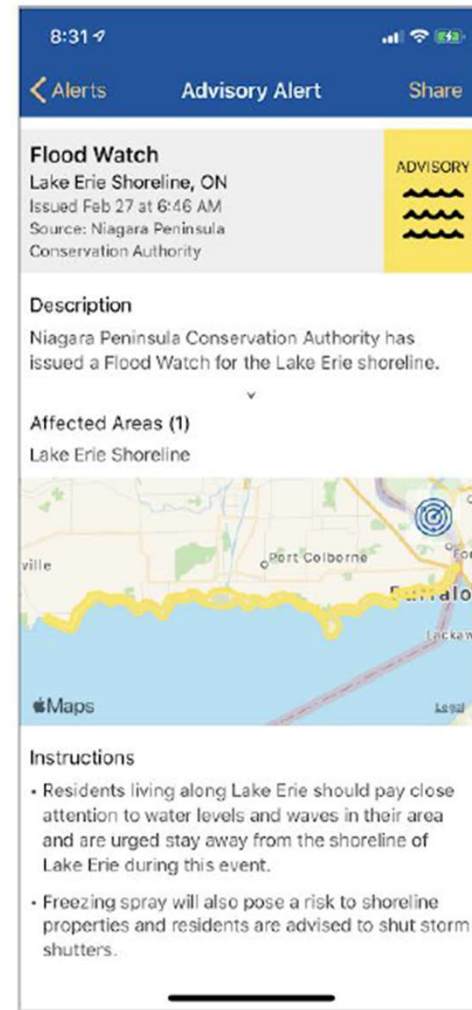 8:31
Alerts
Advisory Alert
Share
Flood Watch
Lake Erie Shoreline, ON
Issued Feb 27 at 6:46 AM
Source: Niagara Peninsula
Conservation Authority
ADVISORY
Description
Niagara Peninsula Conservation Authority has
issued a Flood Watch for the Lake Erie shoreline.
Affected Areas (1)
Lake Erie Shoreline
ville
Port Colborne
For
Lackaw
Maps
Legal
Instructions
• Residents living along Lake Erie should pay close
attention to water levels and waves in their area
and are urged stay away from the shoreline of
Lake Erie during this event.
• Freezing spray will also pose a risk to shoreline
properties and residents are advised to shut storm
shutters.